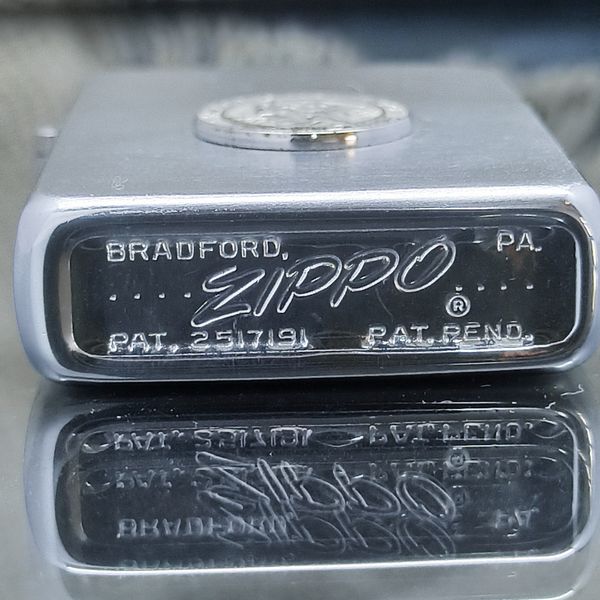 BRADFORD, PA.
.... ZIPPO ® ....
PAT. 2517191 PAT. PEND.